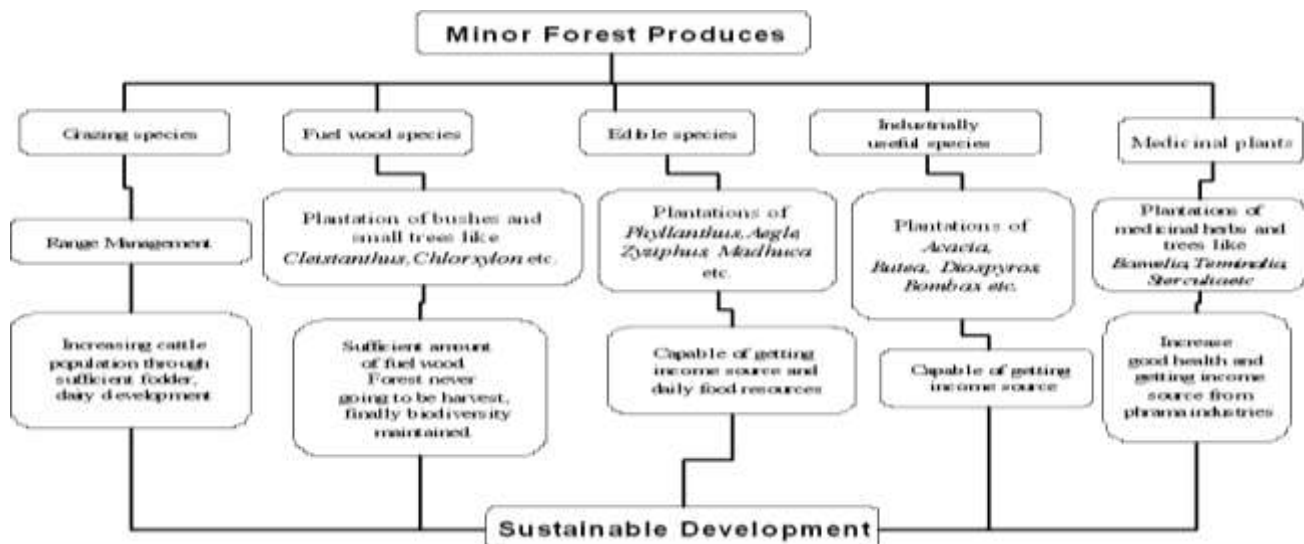 Minor Forest Produces
Grazing species
Fuel wood species
Edible species
Industrially
useful species
Medicinal plants
Range Management
Plantation of bushes and
small trees like
Cleistanthus, Chlorxylon etc.
Plantations of
Phyllanthus, Aegle,
Zyziphus, Madhuca
etc.
Plantations of
Acacia,
Butea, Diospyros,
Bombax etc.
Plantations of
medicinal herbs and
trees like
Terminalia,
Sterculia etc
Increasing cattle
population through
sufficient fodder,
dairy development
Sufficient amount
of fuel wood.
Forest never
going to be harvest,
finally biodiversity
maintained.
Capable of getting
income source and
daily food resources
Capable of getting
income source
Increase
good health and
getting income
source from
phrama industries
Sustainable Development